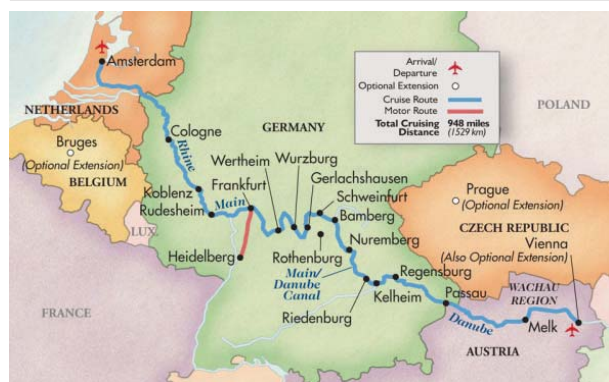 Amsterdam
NETHERLANDS
Bruges
(Optional Extension)
BELGIUM
LUX.
FRANCE
Cologne
Rhine
Koblenz
Rudesheim
Heidelberg
GERMANY
Wertheim
Wurzburg
Gerlachshausen
Frankfurt
Main
Schweinfurt
Bamberg
Nuremberg
Rothenburg
Main/
Danube
Canal
Regensburg
Kelheim
Riedenburg
Passau
Danube
Arrival/
Departure
Optional Extension
Cruise Route
Motor Route
Total Cruising 948 miles
Distance (1529 km)
POLAND
Prague
(Optional Extension)
CZECH REPUBLIC
Vienna
(Also Optional Extension)
WACHAU
REGION
Melk
AUSTRIA